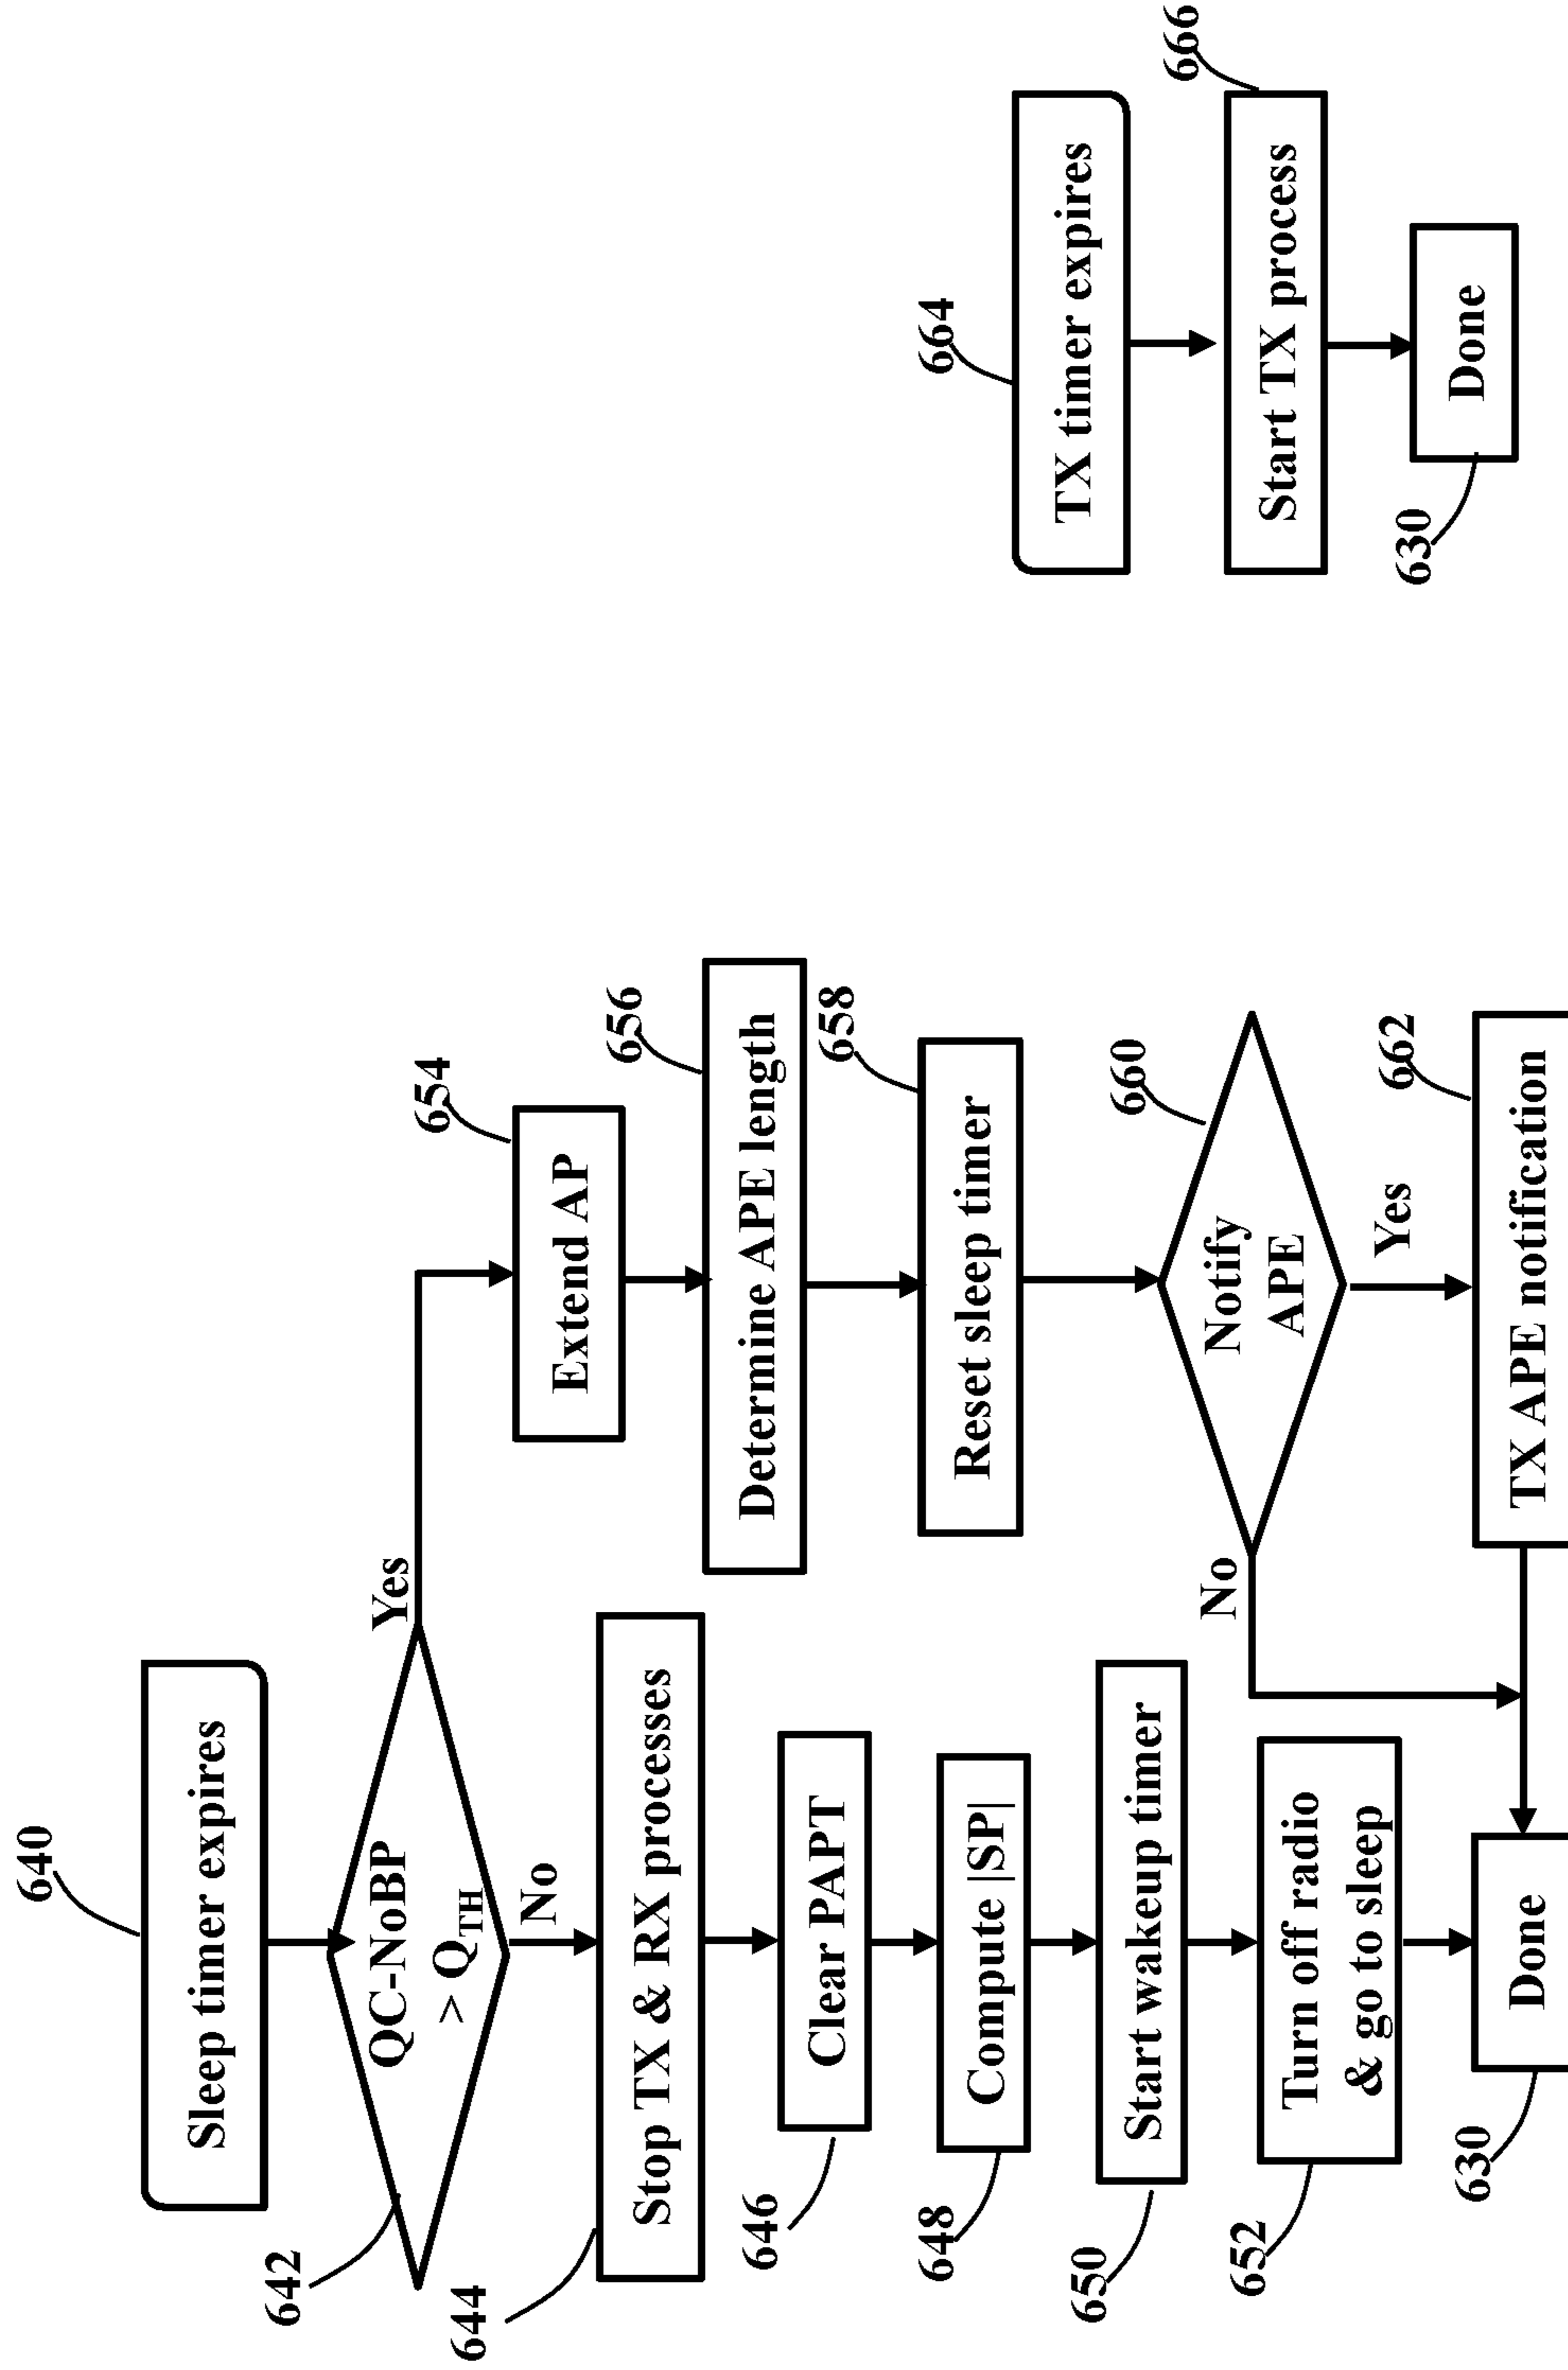 640
Sleep timer expires
642
QC-NoBP
> QTH
Yes
No
644
Stop TX & RX processes
646
Clear PAPT
648
Compute |SP|
650
Start wakeup timer
652
Turn off radio
& go to sleep
630
Done
654
Extend AP
656
Determine APE length
658
Reset sleep timer
660
Notify
APE
No
Yes
662
TX APE notification
664
TX timer expires
666
Start TX process
630
Done